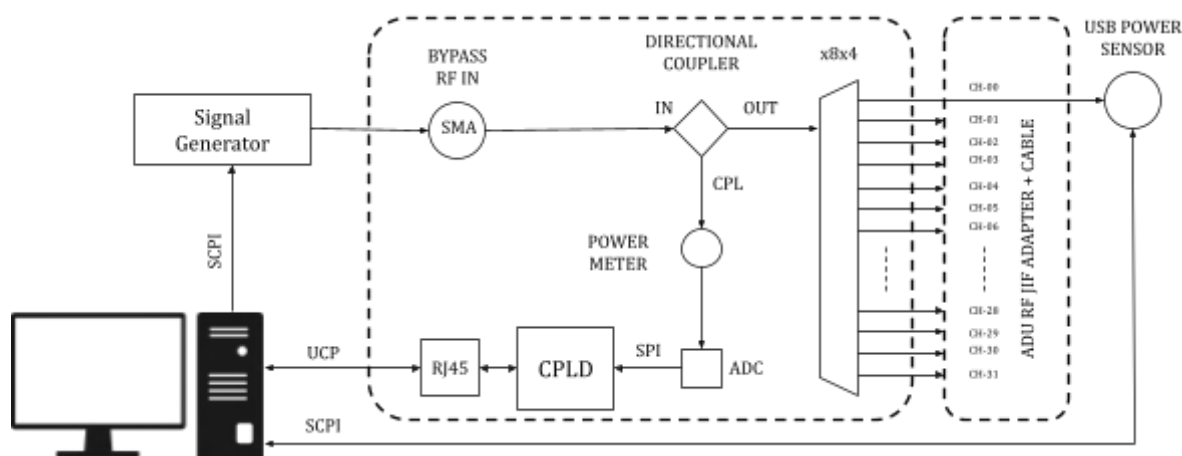 USB POWER
SENSOR
DIRECTIONAL
COUPLER
x8x4
BYPASS
RF IN
IN
OUT
CH-00
Signal
Generator
SMA
CH-01
CH-02
CH-03
CPL
CH-04
CH-05
CH-06
POWER
METER
SCPI
ADU RF JIF ADAPTER + CABLE
CH-28
CH-29
UCP
RJ45
CPLD
SPI
ADC
CH-30
CH-31
SCPI